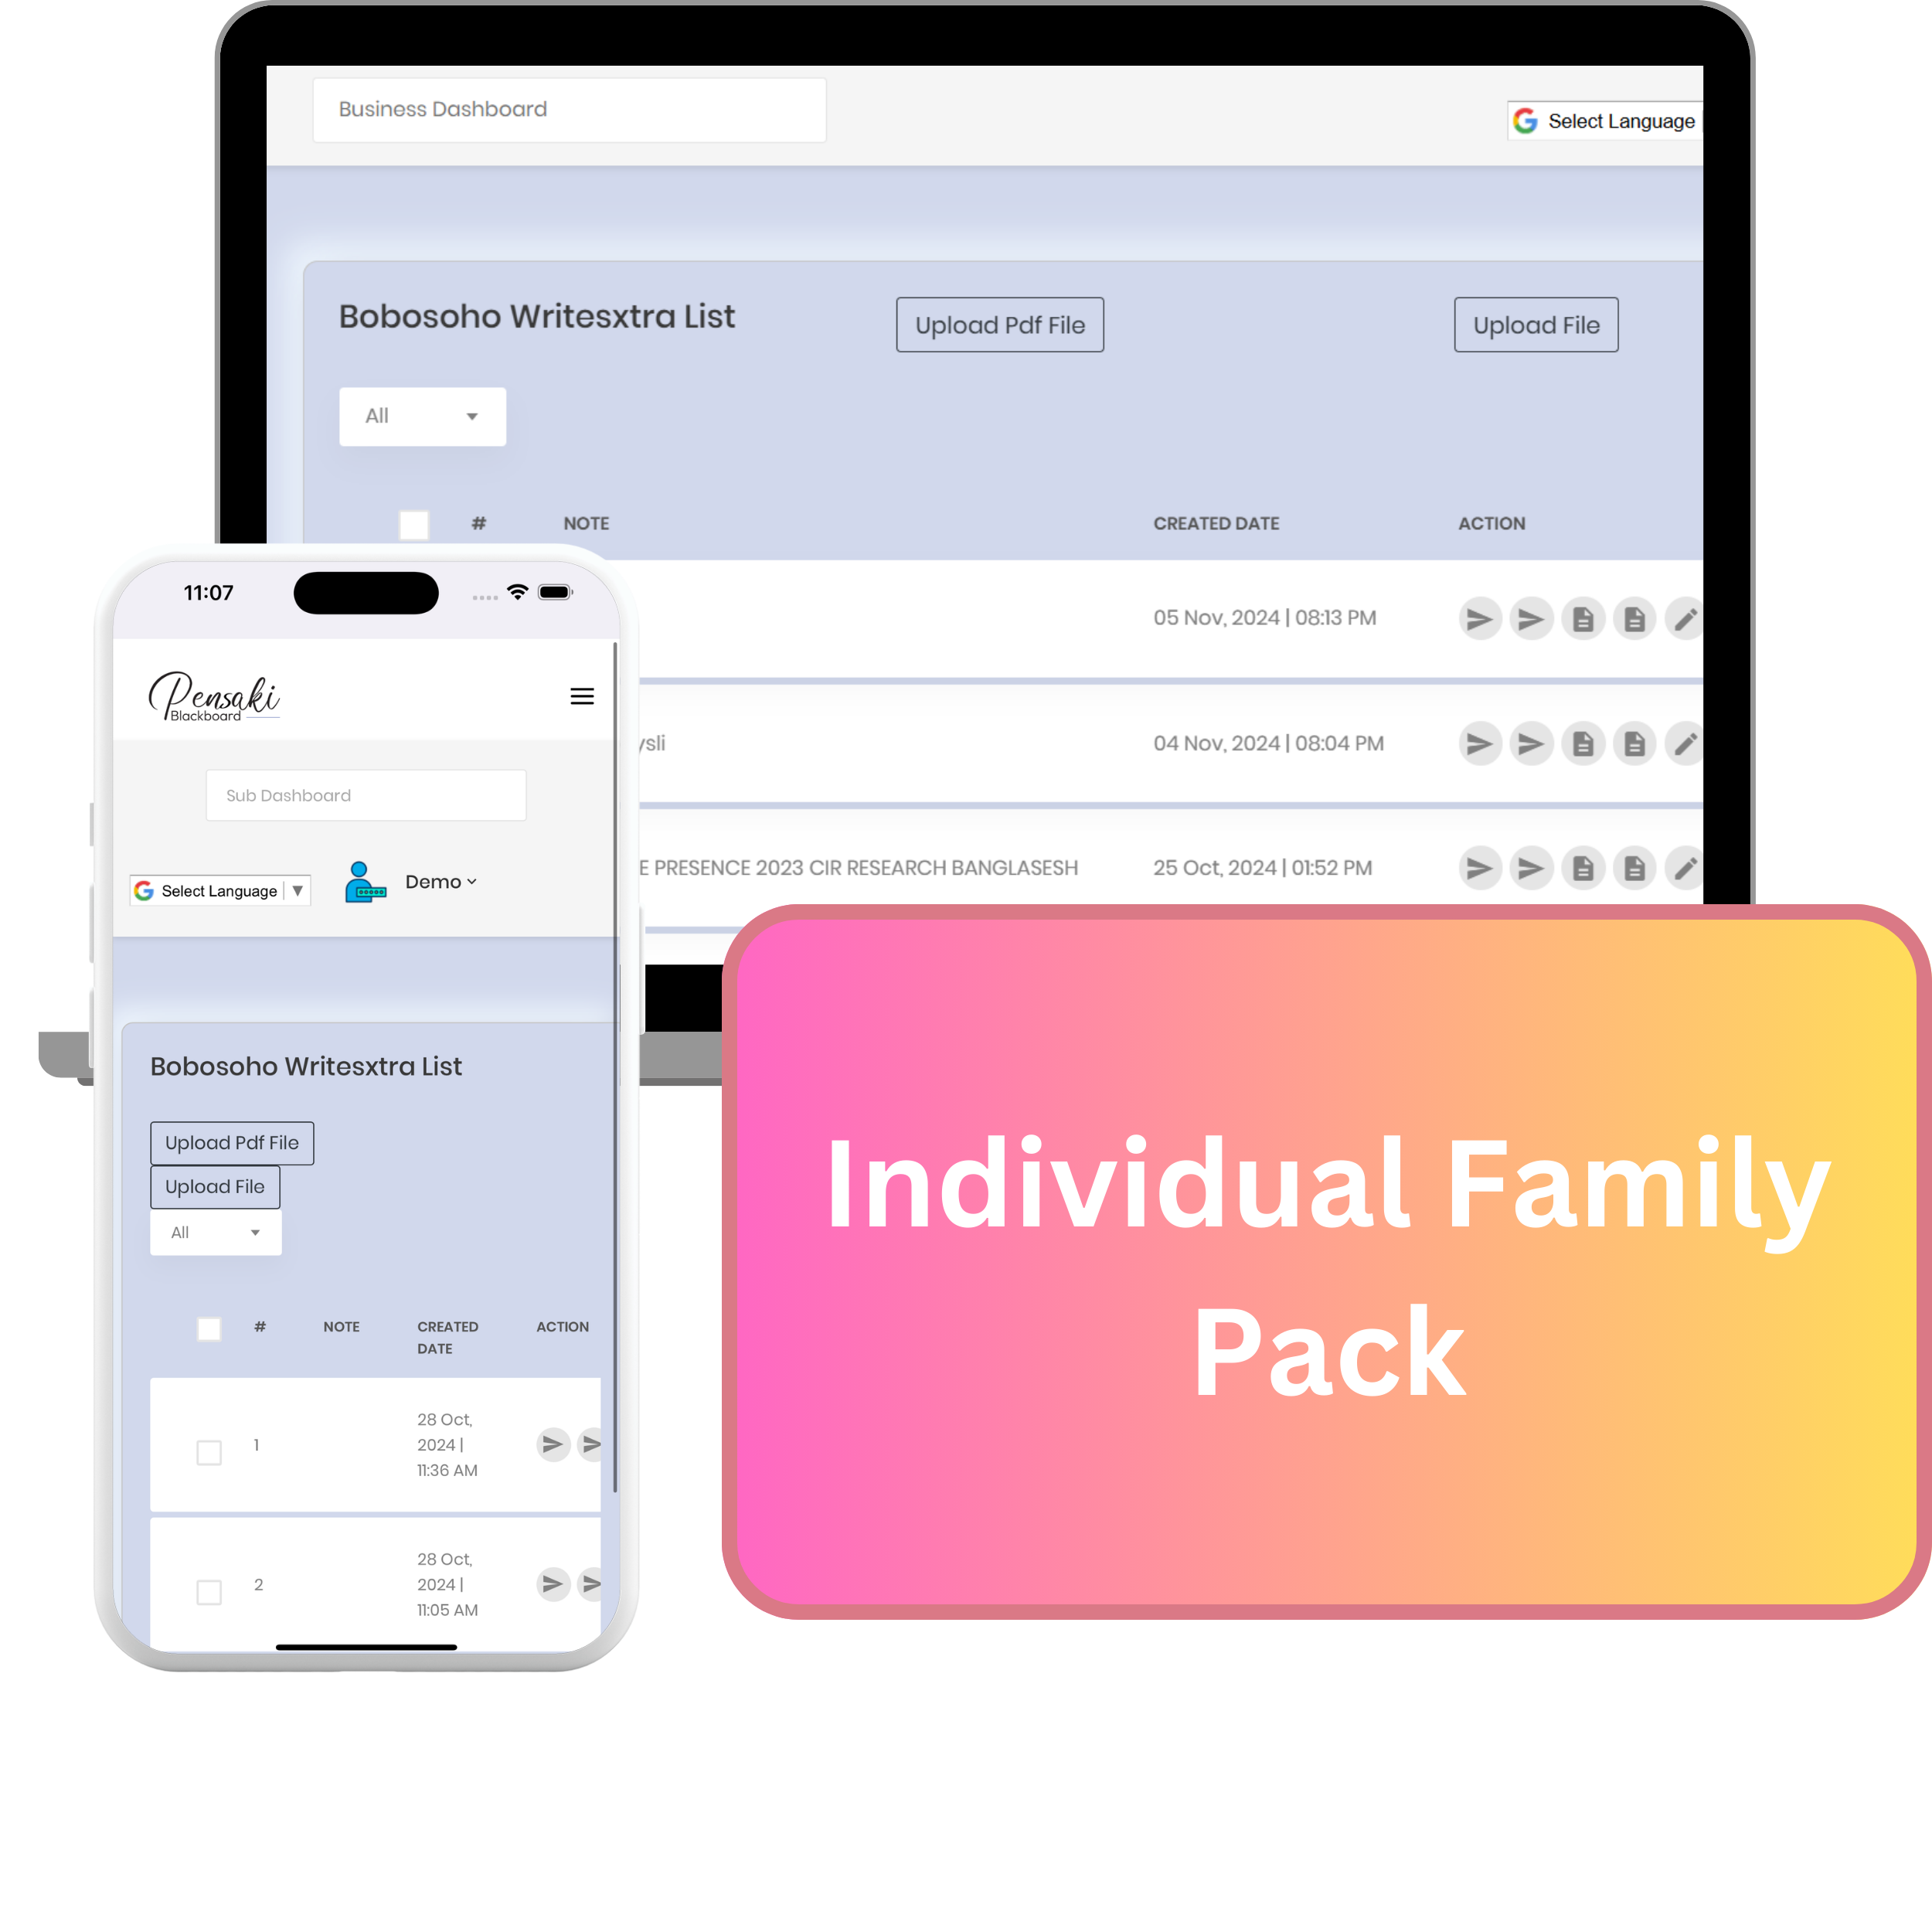 Business Dashboard
Select Language
Bobosoho Writesxtra List
Upload Pdf File
Upload File
All
# NOTE CREATED DATE ACTION
05 Nov, 2024 | 08:13 PM
ysli 04 Nov, 2024 | 08:04 PM
E PRESENCE 2023 CIR RESEARCH BANGLASESH 25 Oct, 2024 | 01:52 PM
11:07
Pensaki
Blackboard
Sub Dashboard
Select Language ▼
Demo
Bobosoho Writesxtra List
Upload Pdf File
Upload File
All
# NOTE CREATED ACTION
DATE
28 Oct,
1 2024 |
11:36 AM
28 Oct,
2 2024 |
11:05 AM
Individual Family
Pack